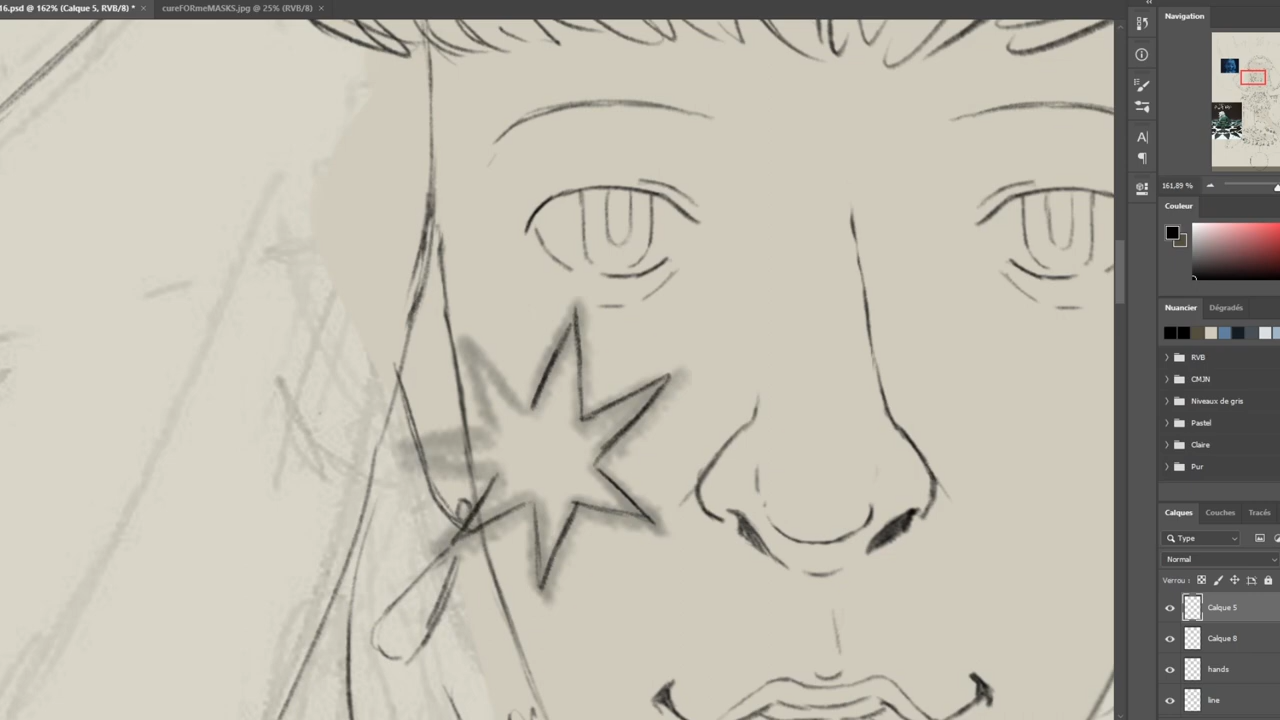 16.psd @ 162% (Calque 5, RVB/8) * ×
cureFORmeMASKS.jpg @ 25% (RVB/8) ×
Navigation
161,89 %
Couleur
Nuancier Dégradés
RVB
CMJN
Niveaux de gris
Pastel
Claire
Pur
Calques Couches Tracés
Type
Normal
Verrou :
Calque 5
Calque 8
hands
line